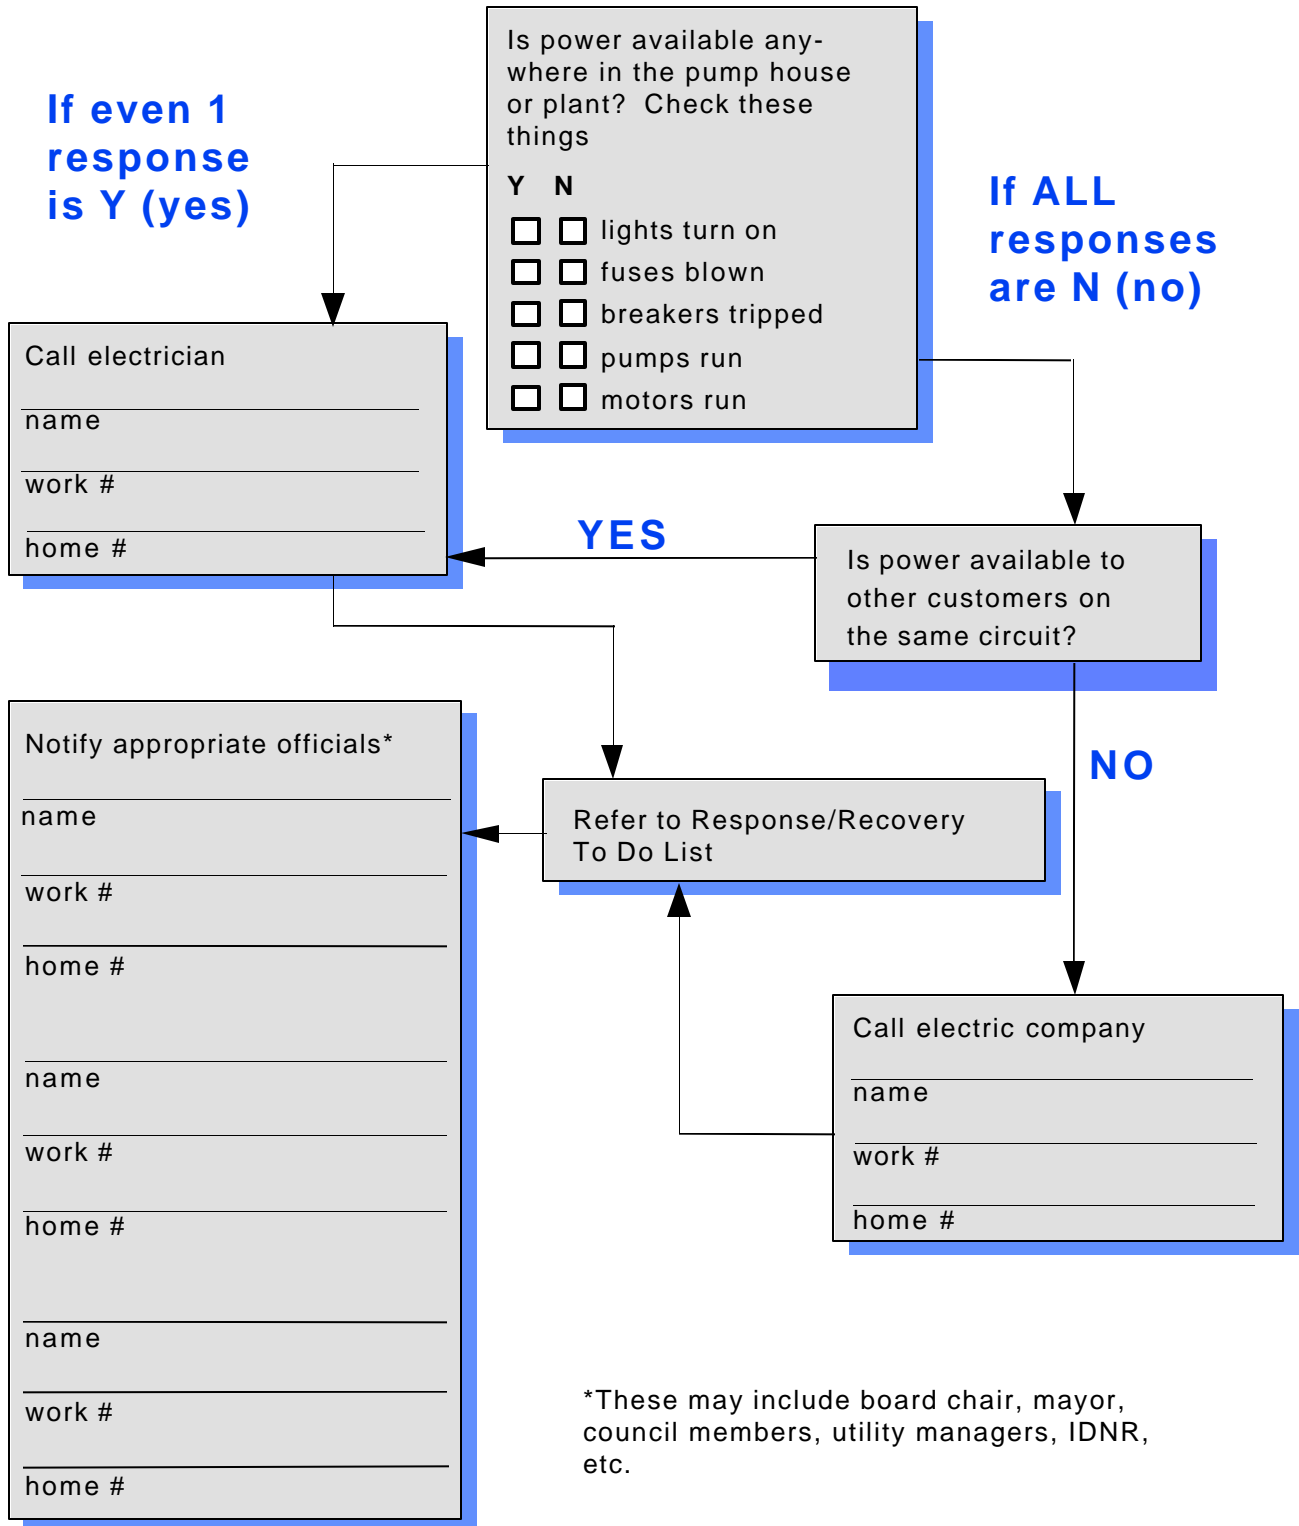 Is power available any-
where in the pump house
or plant?  Check these
things
Y N
lights turn on
fuses blown
breakers tripped
pumps run
motors run
If even 1
response
is Y (yes)
If ALL
responses
are N (no)
Call electrician
name
work #
home #
YES
Is power available to
other customers on
the same circuit?
NO
Notify appropriate officials*
name
work #
home #
name
work #
home #
name
work #
home #
Refer to Response/Recovery
To Do List
Call electric company
name
work #
home #
*These may include board chair, mayor,
council members, utility managers, IDNR,
etc.